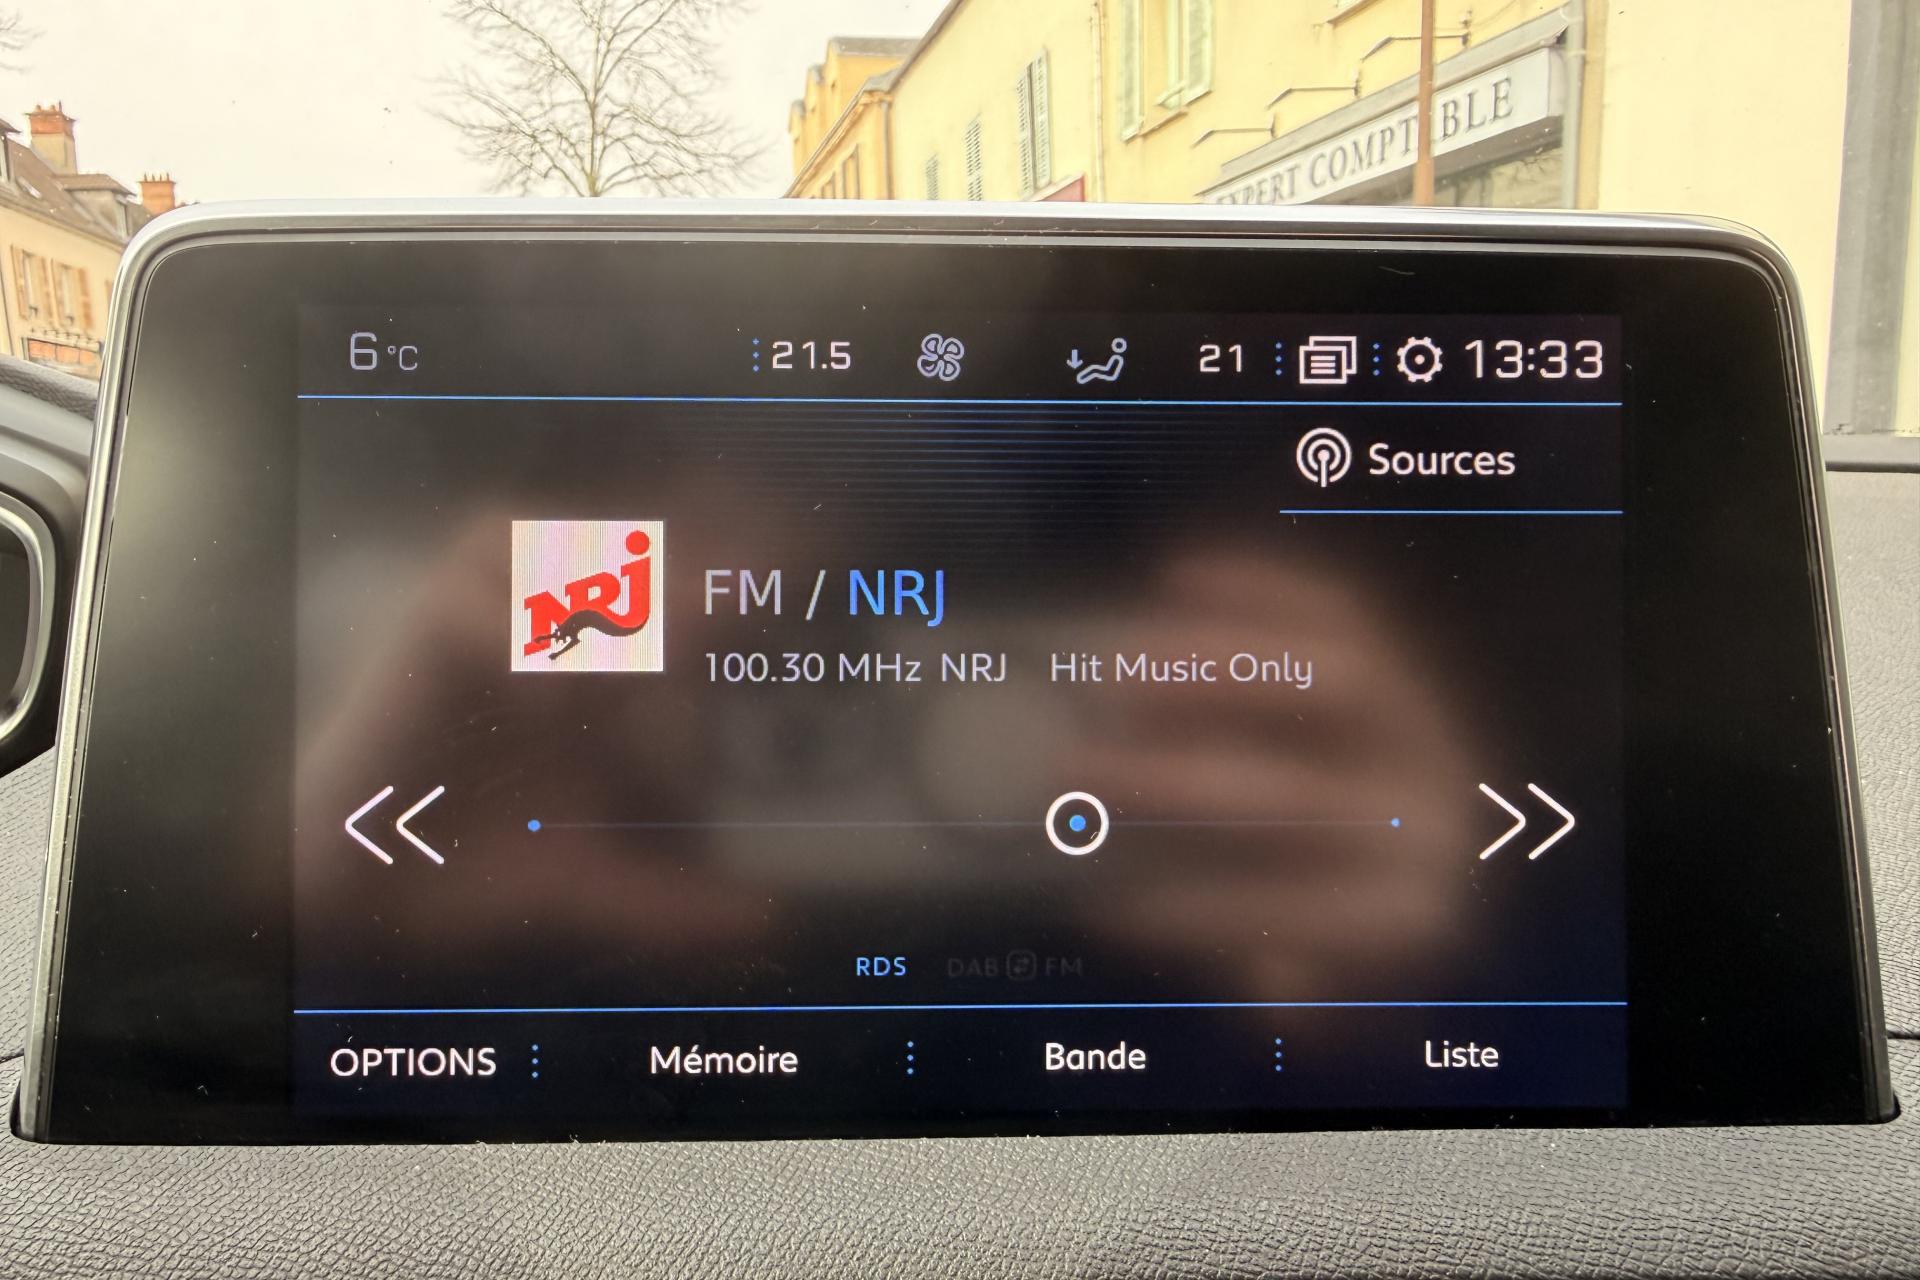 EXPERT COMPTABLE
6 °C 21.5 21 13:33
Sources
NRJ
FM / NRJ
100.30 MHz NRJ Hit Music Only
RDS DAB FM
OPTIONS Mémoire Bande Liste